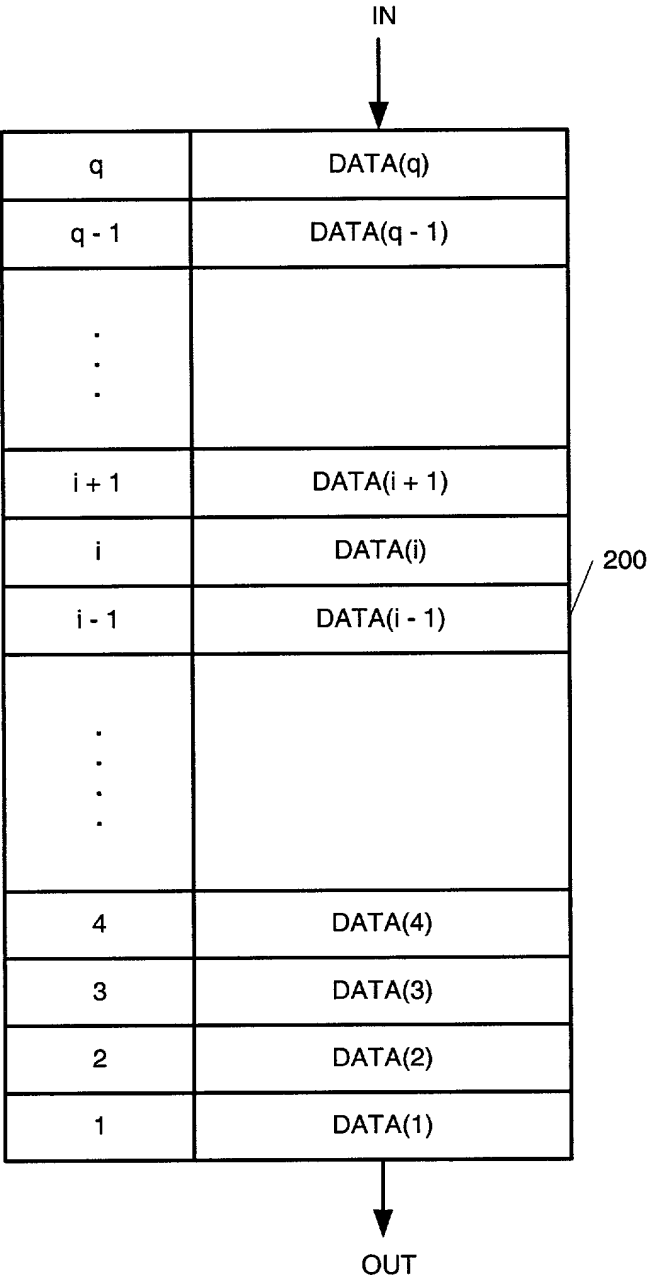 IN
q DATA(q)
q - 1 DATA(q - 1)
.
.
.
i + 1 DATA(i + 1)
i DATA(i)
200
i - 1 DATA(i - 1)
.
.
.
.
4 DATA(4)
3 DATA(3)
2 DATA(2)
1 DATA(1)
OUT